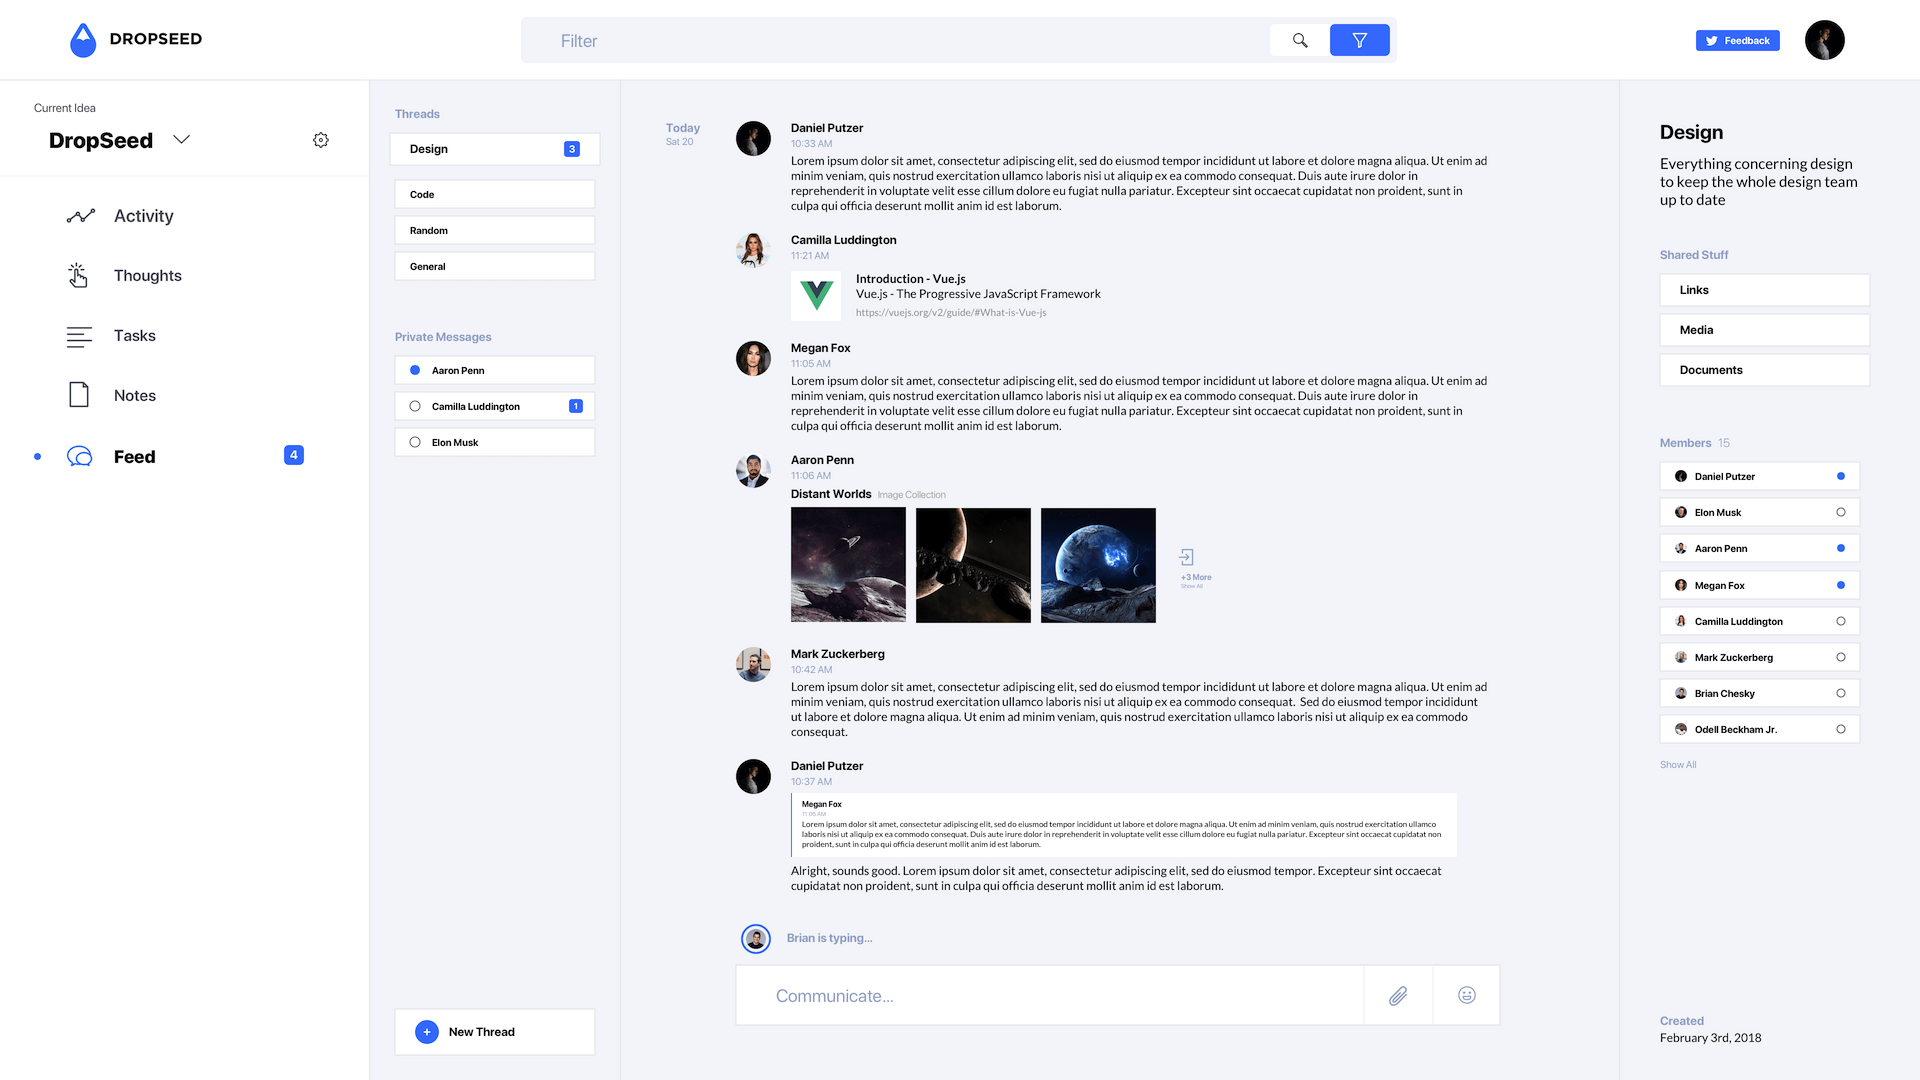 DROPSEED
Filter
Feedback
Current Idea
DropSeed
Activity
Thoughts
Tasks
Notes
Feed
4
Threads
Design
3
Code
Random
General
Private Messages
Aaron Penn
Camilla Luddington
1
Elon Musk
New Thread
Today
Sat 20
Daniel Putzer
10:33 AM
Lorem ipsum dolor sit amet, consectetur adipiscing elit, sed do eiusmod tempor incididunt ut labore et dolore magna aliqua. Ut enim ad
minim veniam, quis nostrud exercitation ullamco laboris nisi ut aliquip ex ea commodo consequat. Duis aute irure dolor in
reprehenderit in voluptate velit esse cillum dolore eu fugiat nulla pariatur. Excepteur sint occaecat cupidatat non proident, sunt in
culpa qui officia deserunt mollit anim id est laborum.
Camilla Luddington
11:21 AM
Introduction - Vue.js
Vue.js - The Progressive JavaScript Framework
https://vuejs.org/v2/guide/#What-is-Vue-js
Megan Fox
11:05 AM
Lorem ipsum dolor sit amet, consectetur adipiscing elit, sed do eiusmod tempor incididunt ut labore et dolore magna aliqua. Ut enim ad
minim veniam, quis nostrud exercitation ullamco laboris nisi ut aliquip ex ea commodo consequat. Duis aute irure dolor in
reprehenderit in voluptate velit esse cillum dolore eu fugiat nulla pariatur. Excepteur sint occaecat cupidatat non proident, sunt in
culpa qui officia deserunt mollit anim id est laborum.
Aaron Penn
11:06 AM
Distant Worlds Image Collection
+3 More
Show All
Mark Zuckerberg
10:42 AM
Lorem ipsum dolor sit amet, consectetur adipiscing elit, sed do eiusmod tempor incididunt ut labore et dolore magna aliqua. Ut enim ad
minim veniam, quis nostrud exercitation ullamco laboris nisi ut aliquip ex ea commodo consequat. Sed do eiusmod tempor incididunt
ut labore et dolore magna aliqua. Ut enim ad minim veniam, quis nostrud exercitation ullamco laboris nisi ut aliquip ex ea commodo
consequat.
Daniel Putzer
10:37 AM
Megan Fox
11:05 AM
Lorem ipsum dolor sit amet, consectetur adipiscing elit, sed do eiusmod tempor incididunt ut labore et dolore magna aliqua. Ut enim ad minim veniam, quis nostrud exercitation ullamco
laboris nisi ut aliquip ex ea commodo consequat. Duis aute irure dolor in reprehenderit in voluptate velit esse cillum dolore eu fugiat nulla pariatur. Excepteur sint occaecat cupidatat non
proident, sunt in culpa qui officia deserunt mollit anim id est laborum.
Alright, sounds good. Lorem ipsum dolor sit amet, consectetur adipiscing elit, sed do eiusmod tempor. Excepteur sint occaecat
cupidatat non proident, sunt in culpa qui officia deserunt mollit anim id est laborum.
Brian is typing...
Communicate...
Design
Everything concerning design
to keep the whole design team
up to date
Shared Stuff
Links
Media
Documents
Members 15
Daniel Putzer
Elon Musk
Aaron Penn
Megan Fox
Camilla Luddington
Mark Zuckerberg
Brian Chesky
Odell Beckham Jr.
Show All
Created
February 3rd, 2018